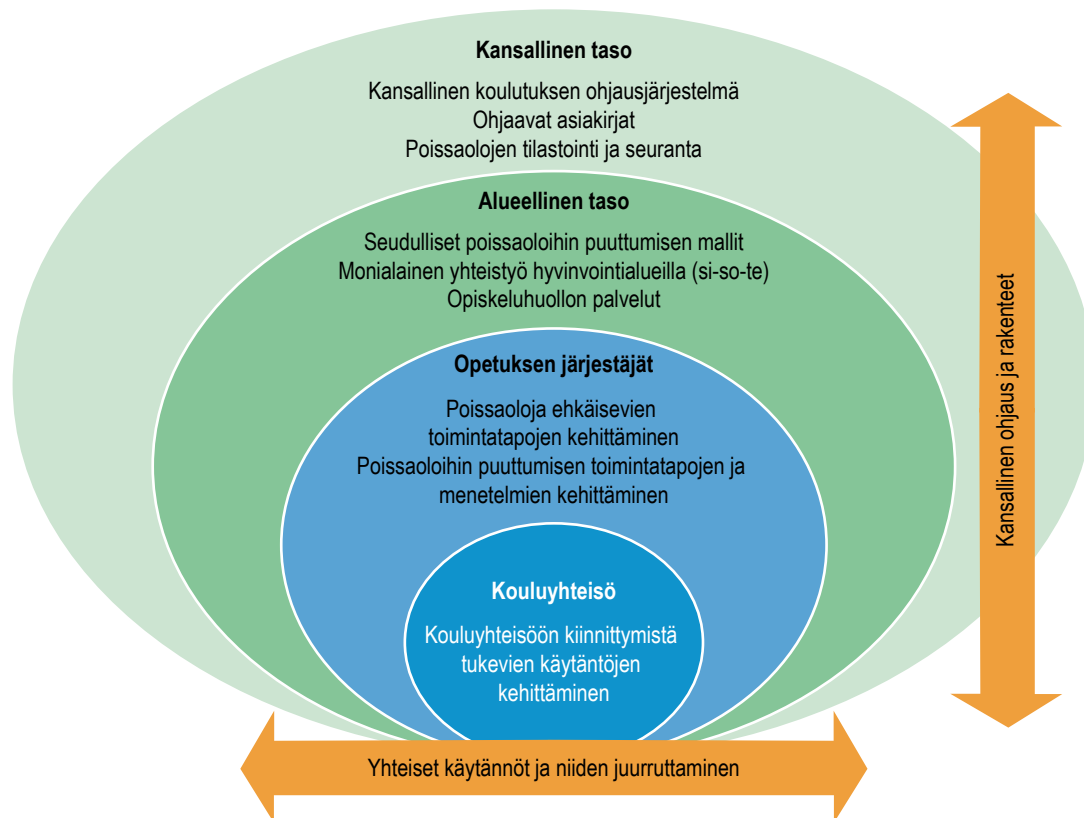 Kansallinen taso
Kansallinen koulutuksen ohjausjärjestelmä
Ohjaavat asiakirjat
Poissaolojen tilastointi ja seuranta
Alueellinen taso
Seudulliset poissaoloihin puuttumisen mallit
Monialainen yhteistyö hyvinvointialueilla (si-so-te)
Opiskeluhuollon palvelut
Opetuksen järjestäjät
Poissaoloja ehkäisevien
toimintatapojen kehittäminen
Poissaoloihin puuttumisen toimintatapojen ja
menetelmien kehittäminen
Kouluyhteisö
Kouluyhteisöön kiinnittymistä
tukevien käytäntöjen
kehittäminen
Yhteiset käytännöt ja niiden juurruttaminen
Kansallinen ohjaus ja rakenteet